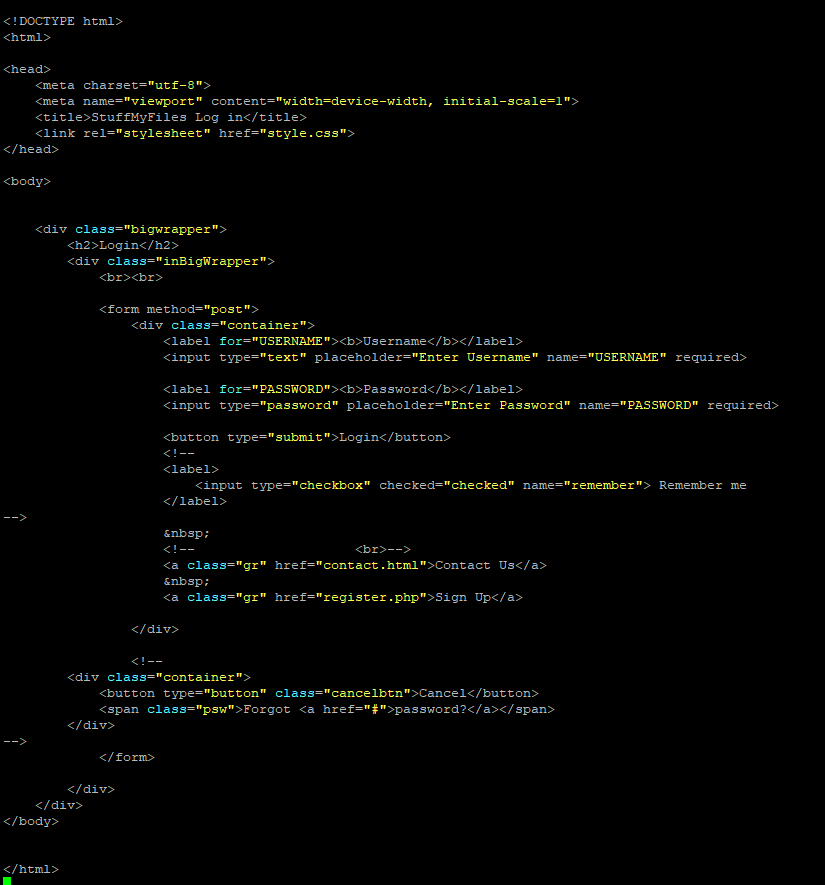 <!DOCTYPE html>
<html>
<head>
    <meta charset="utf-8">
    <meta name="viewport" content="width=device-width, initial-scale=1">
    <title>StuffMyFiles Log in</title>
    <link rel="stylesheet" href="style.css">
</head>
<body>
    <div class="bigwrapper">
        <h2>Login</h2>
        <div class="inBigWrapper">
            <br><br>
            <form method="post">
                <div class="container">
                    <label for="USERNAME"><b>Username</b></label>
                    <input type="text" placeholder="Enter Username" name="USERNAME" required>
                    <label for="PASSWORD"><b>Password</b></label>
                    <input type="password" placeholder="Enter Password" name="PASSWORD" required>
                    <button type="submit">Login</button>
                    <!--
                    <label>
                        <input type="checkbox" checked="checked" name="remember"> Remember me
                    </label>
-->
                    &nbsp;
                    <!--                    <br>-->
                    <a class="gr" href="contact.html">Contact Us</a>
                    &nbsp;
                    <a class="gr" href="register.php">Sign Up</a>
                </div>
                <!--
        <div class="container">
            <button type="button" class="cancelbtn">Cancel</button>
            <span class="psw">Forgot <a href="#">password?</a></span>
        </div>
-->
            </form>
        </div>
    </div>
</body>
</html>